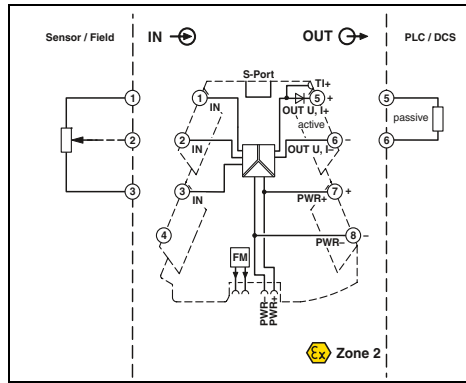 Sensor / Field
IN
OUT
PLC / DCS
S-Port
TI+
1
1
IN
5
+
OUT U, I+
active
5
passive
2
2
IN
6
–
OUT U, I–
6
3
3
IN
7
+
PWR+
4
8
–
PWR–
FM
PWR–
PWR+
Ex
Zone 2